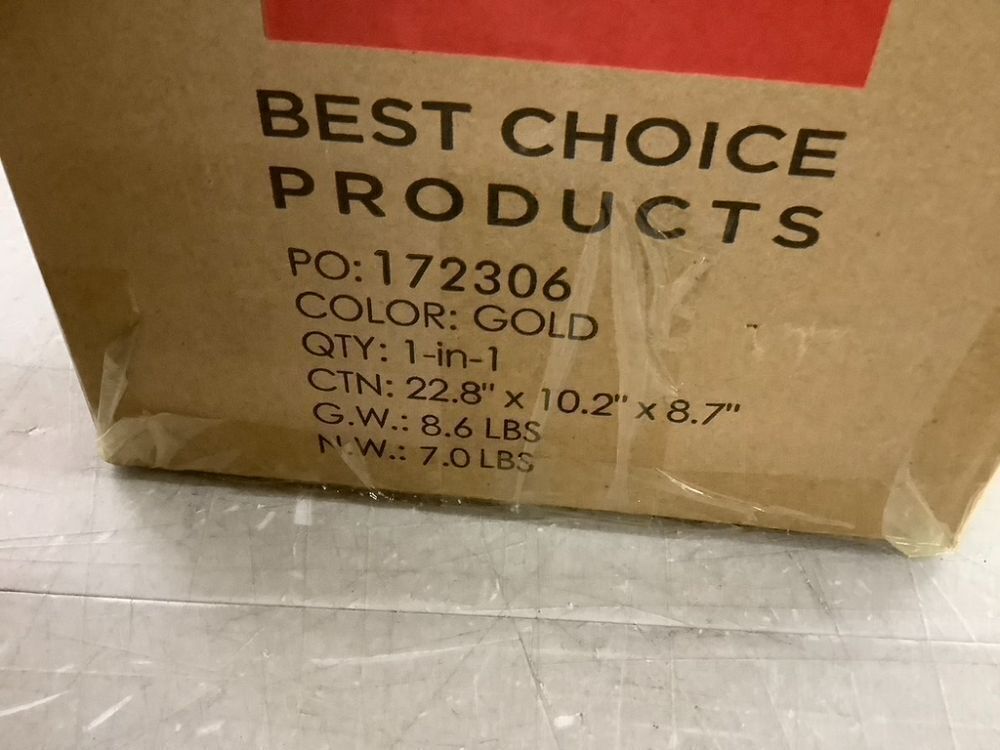 BEST CHOICE
PRODUCTS
PO: 172306
COLOR: GOLD
QTY: 1-in-1
CTN: 22.8" x 10.2" x 8.7"
G.W.: 8.6 LBS
N.W.: 7.0 LBS